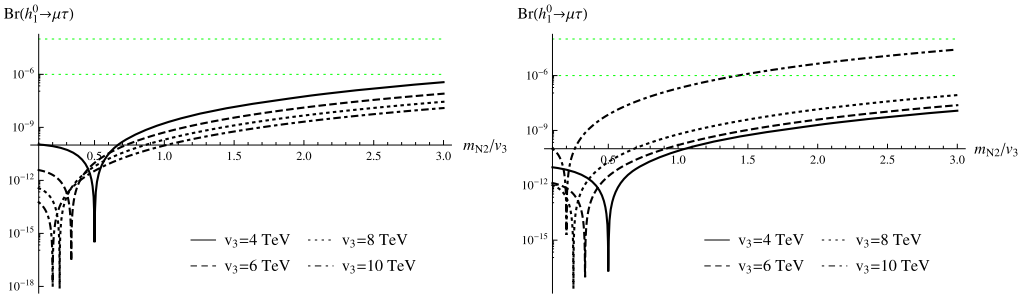 Br(h₁⁰→μτ)
10⁻⁶
10⁻⁹
10⁻¹²
10⁻¹⁵
10⁻¹⁸
0.5 1.0 1.5 2.0 2.5 3.0
m_N2/v₃
v₃=4 TeV v₃=8 TeV
v₃=6 TeV v₃=10 TeV
Br(h₁⁰→μτ)
10⁻⁶
10⁻⁹
10⁻¹²
10⁻¹⁵
0.5 1.0 1.5 2.0 2.5 3.0
m_N2/v₃
v₃=4 TeV v₃=8 TeV
v₃=6 TeV v₃=10 TeV